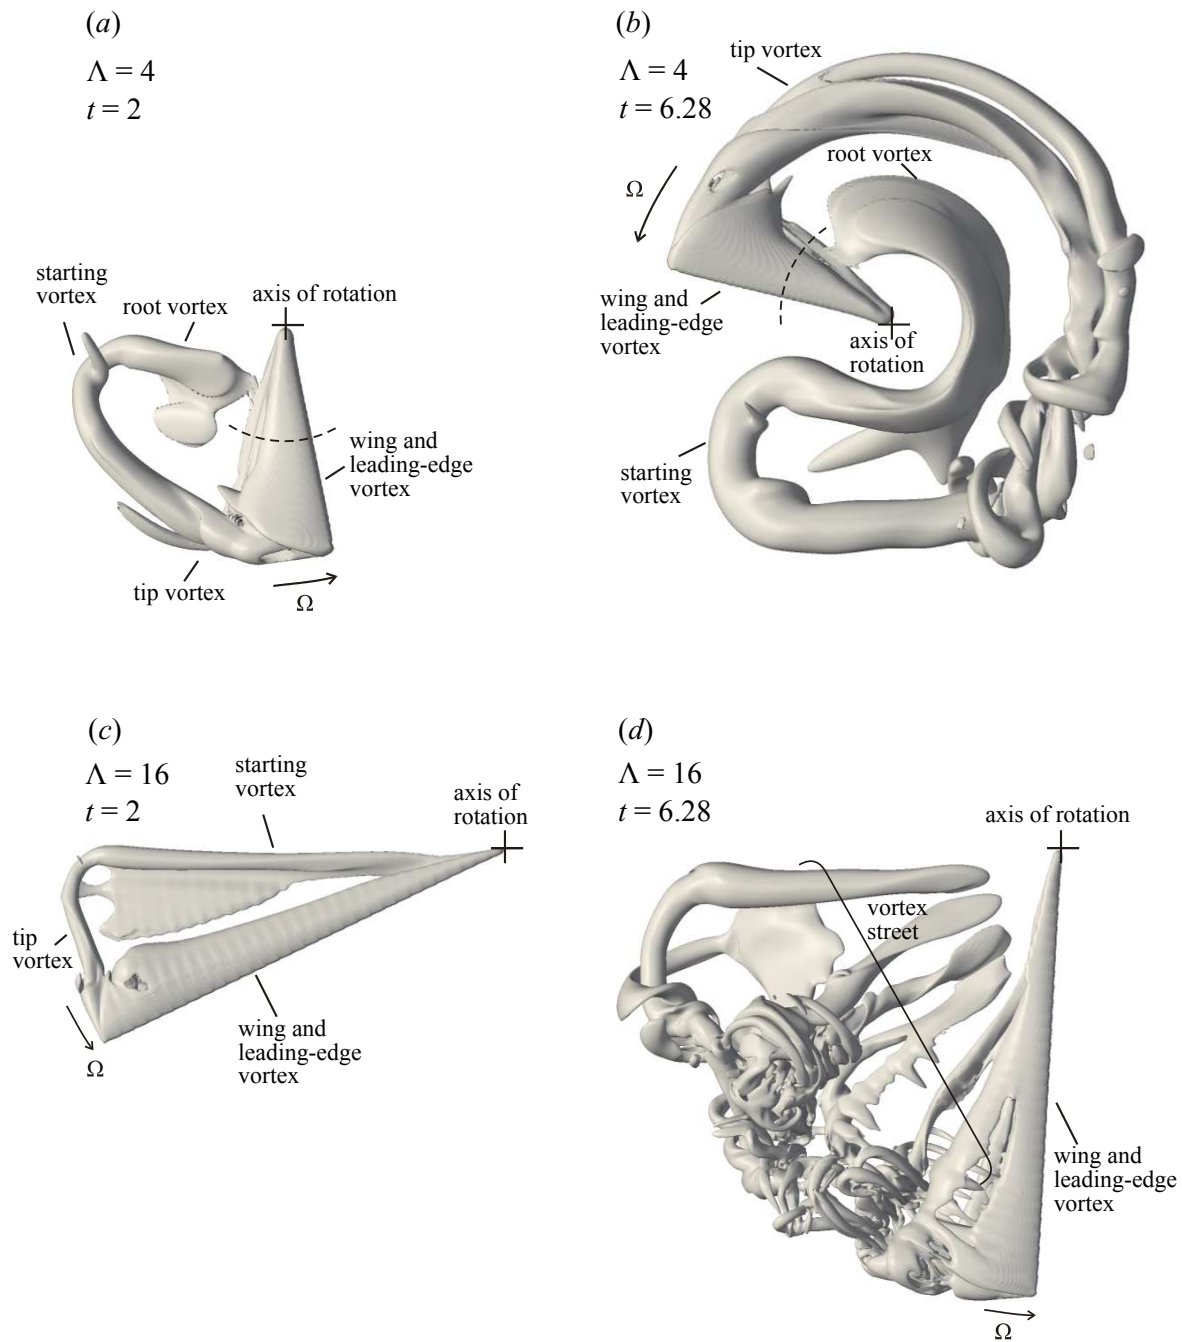 (a)
Λ = 4
t = 2
starting
vortex
root vortex
axis of rotation
wing and
leading-edge
vortex
tip vortex
Ω
(b)
Λ = 4
t = 6.28
tip vortex
root vortex
Ω
wing and
leading-edge
vortex
axis of
rotation
starting
vortex
(c)
Λ = 16
t = 2
starting
vortex
axis of
rotation
tip
vortex
wing and
leading-edge
vortex
Ω
(d)
Λ = 16
t = 6.28
axis of rotation
vortex
street
wing and
leading-edge
vortex
Ω